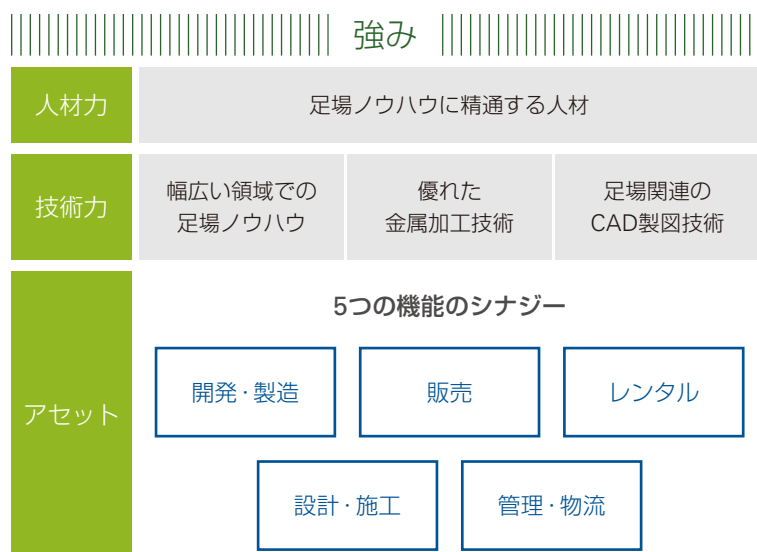 強み
人材力
足場ノウハウに精通する人材
技術力
幅広い領域での
足場ノウハウ
優れた
金属加工技術
足場関連の
CAD製図技術
アセット
5つの機能のシナジー
開発・製造
販売
レンタル
設計・施工
管理・物流